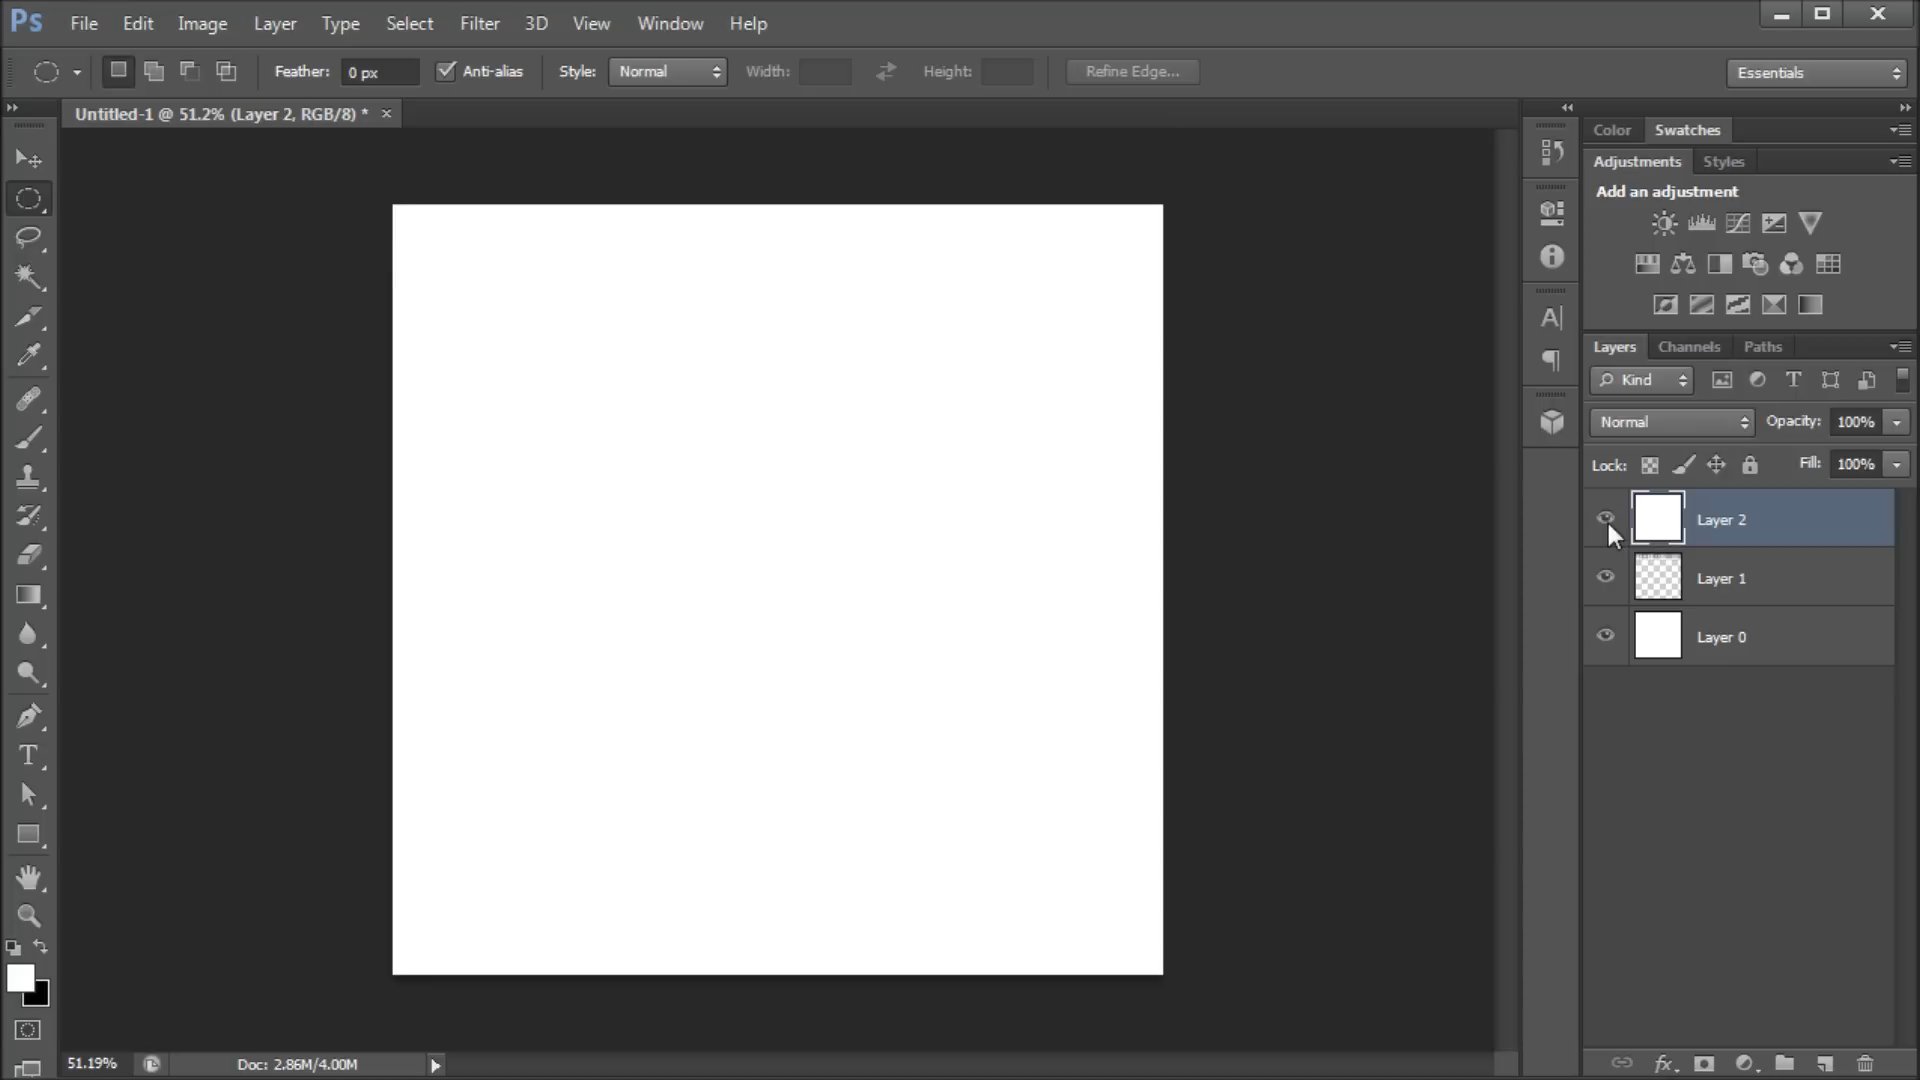 Ps File Edit Image Layer Type Select Filter 3D View Window Help
Feather: 0 px Anti-alias Style: Normal Width: Height: Refine Edge... Essentials
Untitled-1 @ 51.2% (Layer 2, RGB/8) *
Color Swatches
Adjustments Styles
Add an adjustment
Layers Channels Paths
Kind
Normal Opacity: 100%
Lock: Fill: 100%
Layer 2
Layer 1
Layer 0
51.19% Doc: 2.86M/4.00M